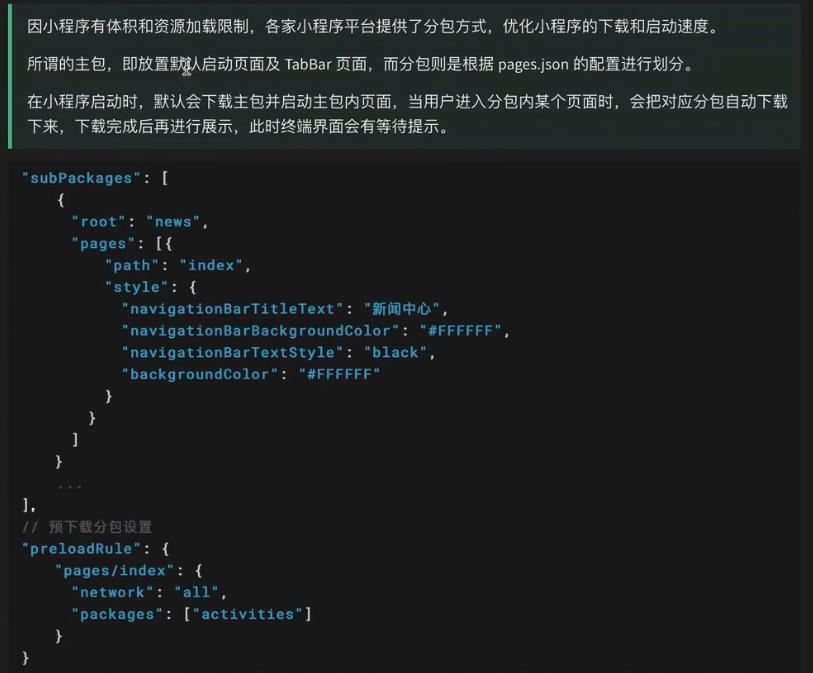 因小程序有体积和资源加载限制，各家小程序平台提供了分包方式，优化小程序的下载和启动速度。
所谓的主包，即放置默认启动页面及 TabBar 页面，而分包则是根据 pages.json 的配置进行划分。
在小程序启动时，默认会下载主包并启动主包内页面，当用户进入分包内某个页面时，会把对应分包自动下载
下来，下载完成后再进行展示，此时终端界面会有等待提示。
"subPackages": [
    {
      "root": "news",
      "pages": [{
          "path": "index",
          "style": {
            "navigationBarTitleText": "新闻中心",
            "navigationBarBackgroundColor": "#FFFFFF",
            "navigationBarTextStyle": "black",
            "backgroundColor": "#FFFFFF"
          }
        }
      ]
    }
    ...
],
// 预下载分包设置
"preloadRule": {
    "pages/index": {
      "network": "all",
      "packages": ["activities"]
    }
}